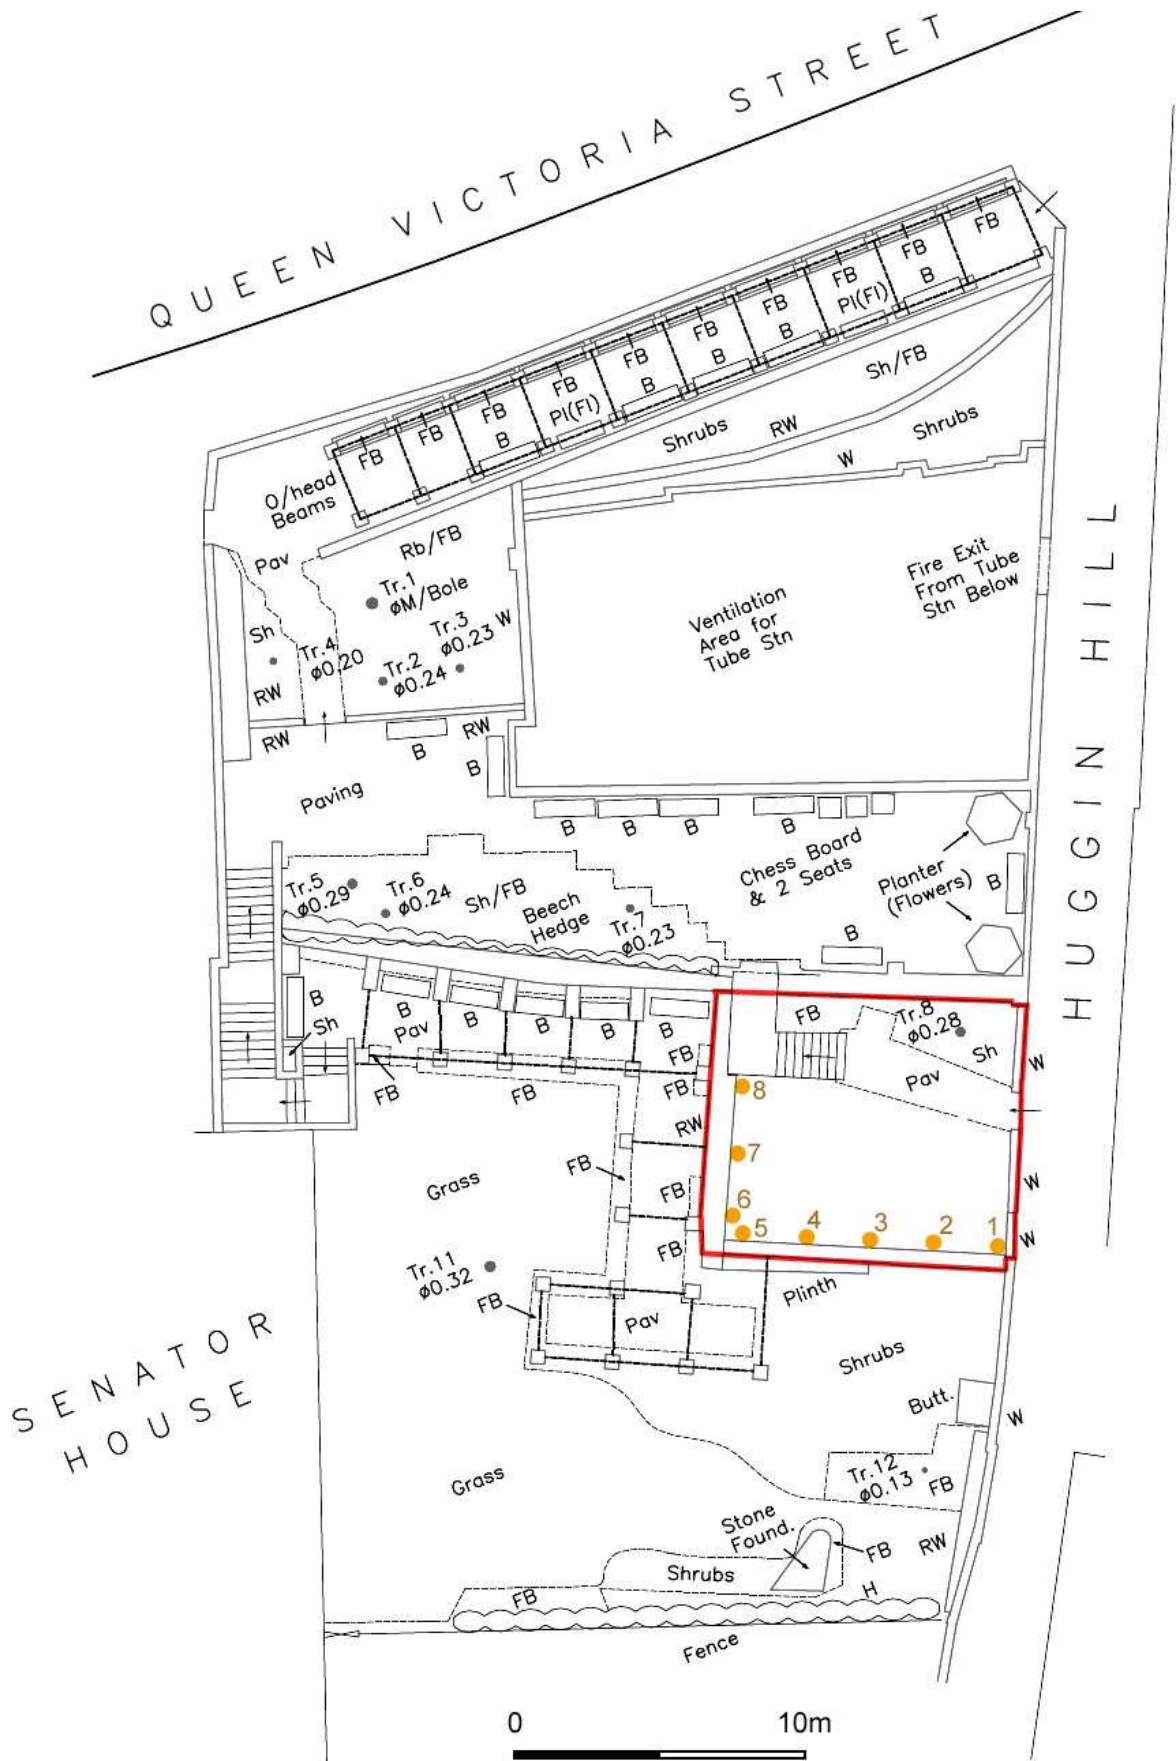 QUEEN VICTORIA STREET
FB
FB
B
FB
Pl(Fl)
FB
B
FB
B
FB
B
FB
B
FB
Pl(Fl)
FB
B
FB
FB
O/head
Beams
Sh/FB
Shrubs
RW
Shrubs
W
Pav
Rb/FB
Tr.1
øM/Bole
Tr.3
ø0.23
W
Tr.2
ø0.24
Tr.4
ø0.20
Sh
RW
RW
Ventilation
Area for
Tube Stn
Fire Exit
From Tube
Stn Below
HUGGIN HILL
B
RW
B
Paving
B
B
B
B
Chess Board
& 2 Seats
Planter
(Flowers)
B
B
Tr.5
ø0.29
Tr.6
ø0.24
Sh/FB
Beech
Hedge
Tr.7
ø0.23
B
Sh
B
Pav
B
B
B
B
FB
FB
FB
FB
RW
FB
FB
FB
FB
Tr.8
ø0.28
Sh
Pav
W
W
W
8
7
6
5
4
3
2
1
Grass
Tr.11
ø0.32
FB
Pav
Plinth
Shrubs
SENATOR
HOUSE
Butt.
W
Tr.12
ø0.13
FB
Grass
Stone
Found.
FB
RW
Shrubs
FB
H
Fence
0 10m